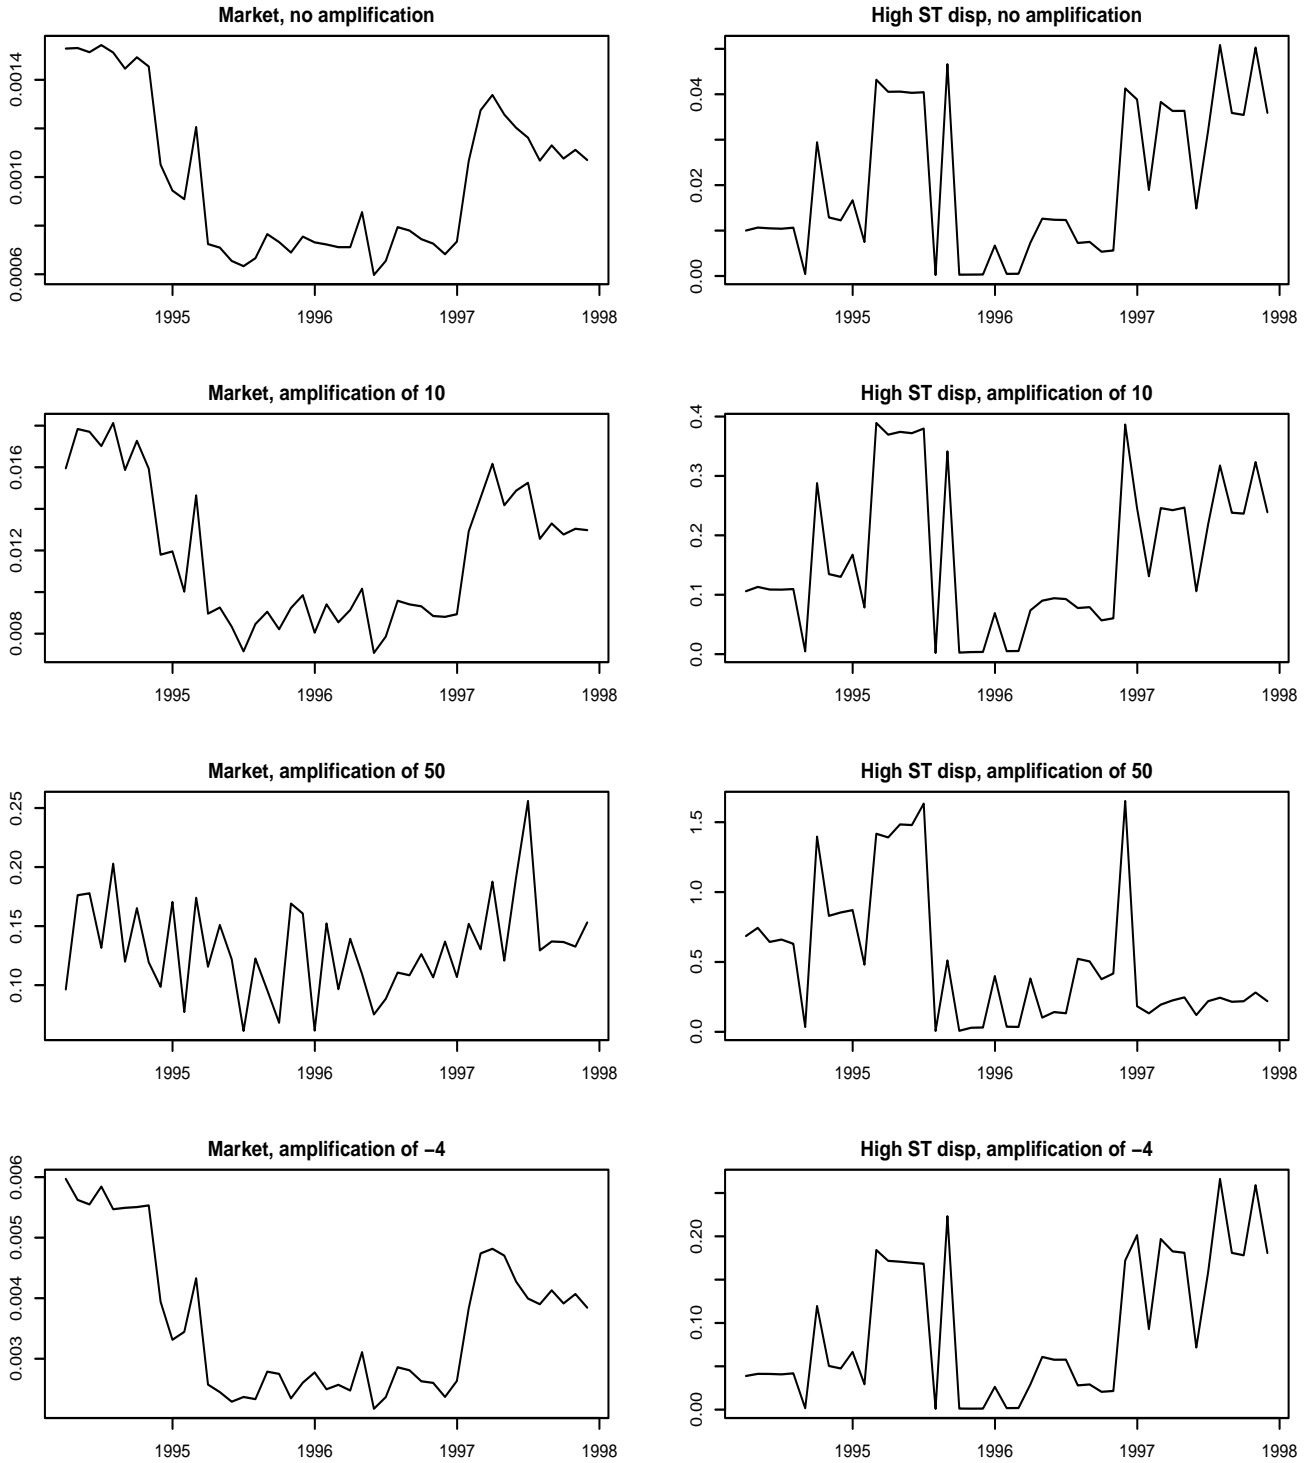 Market, no amplification
0.0006 0.0010 0.0014
1995 1996 1997 1998
High ST disp, no amplification
0.00 0.02 0.04
1995 1996 1997 1998
Market, amplification of 10
0.008 0.012 0.016
1995 1996 1997 1998
High ST disp, amplification of 10
0.0 0.1 0.2 0.3 0.4
1995 1996 1997 1998
Market, amplification of 50
0.10 0.15 0.20 0.25
1995 1996 1997 1998
High ST disp, amplification of 50
0.0 0.5 1.0 1.5
1995 1996 1997 1998
Market, amplification of −4
0.003 0.004 0.005 0.006
1995 1996 1997 1998
High ST disp, amplification of −4
0.00 0.10 0.20
1995 1996 1997 1998